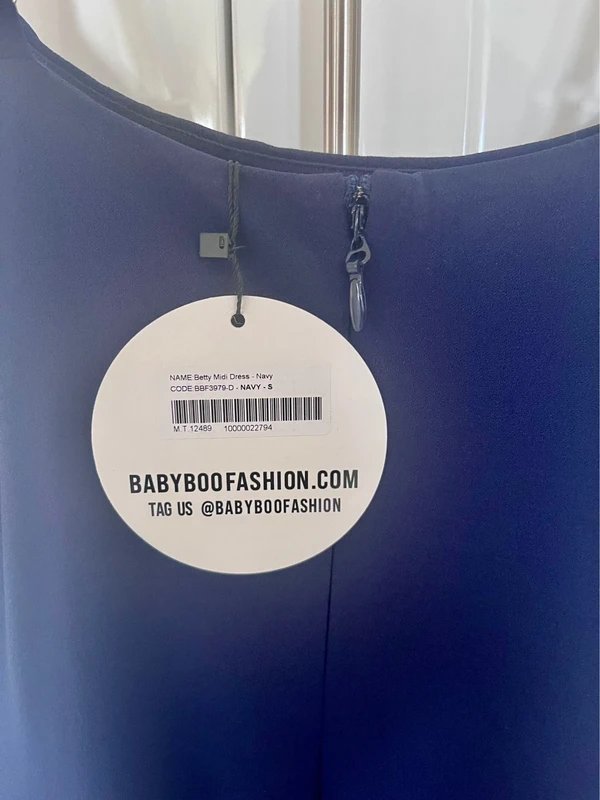 NAME:Betty Midi Dress - Navy
CODE:BBF3979-D - NAVY - S
M.T.12489 10000022794
BABYBOOFASHION.COM
TAG US @BABYBOOFASHION